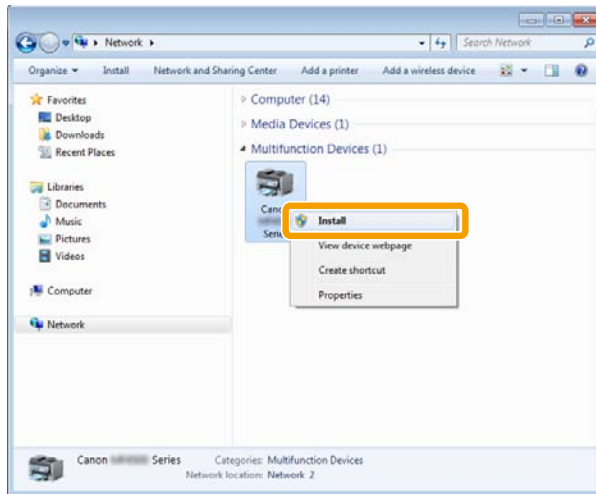 Network
Search Network
Organize Install Network and Sharing Center Add a printer Add a wireless device
Favorites
Desktop
Downloads
Recent Places
Libraries
Documents
Music
Pictures
Videos
Computer
Network
Computer (14)
Media Devices (1)
Multifunction Devices (1)
Install
View device webpage
Create shortcut
Properties
Canon Series Categories: Multifunction Devices
Network location: Network 2